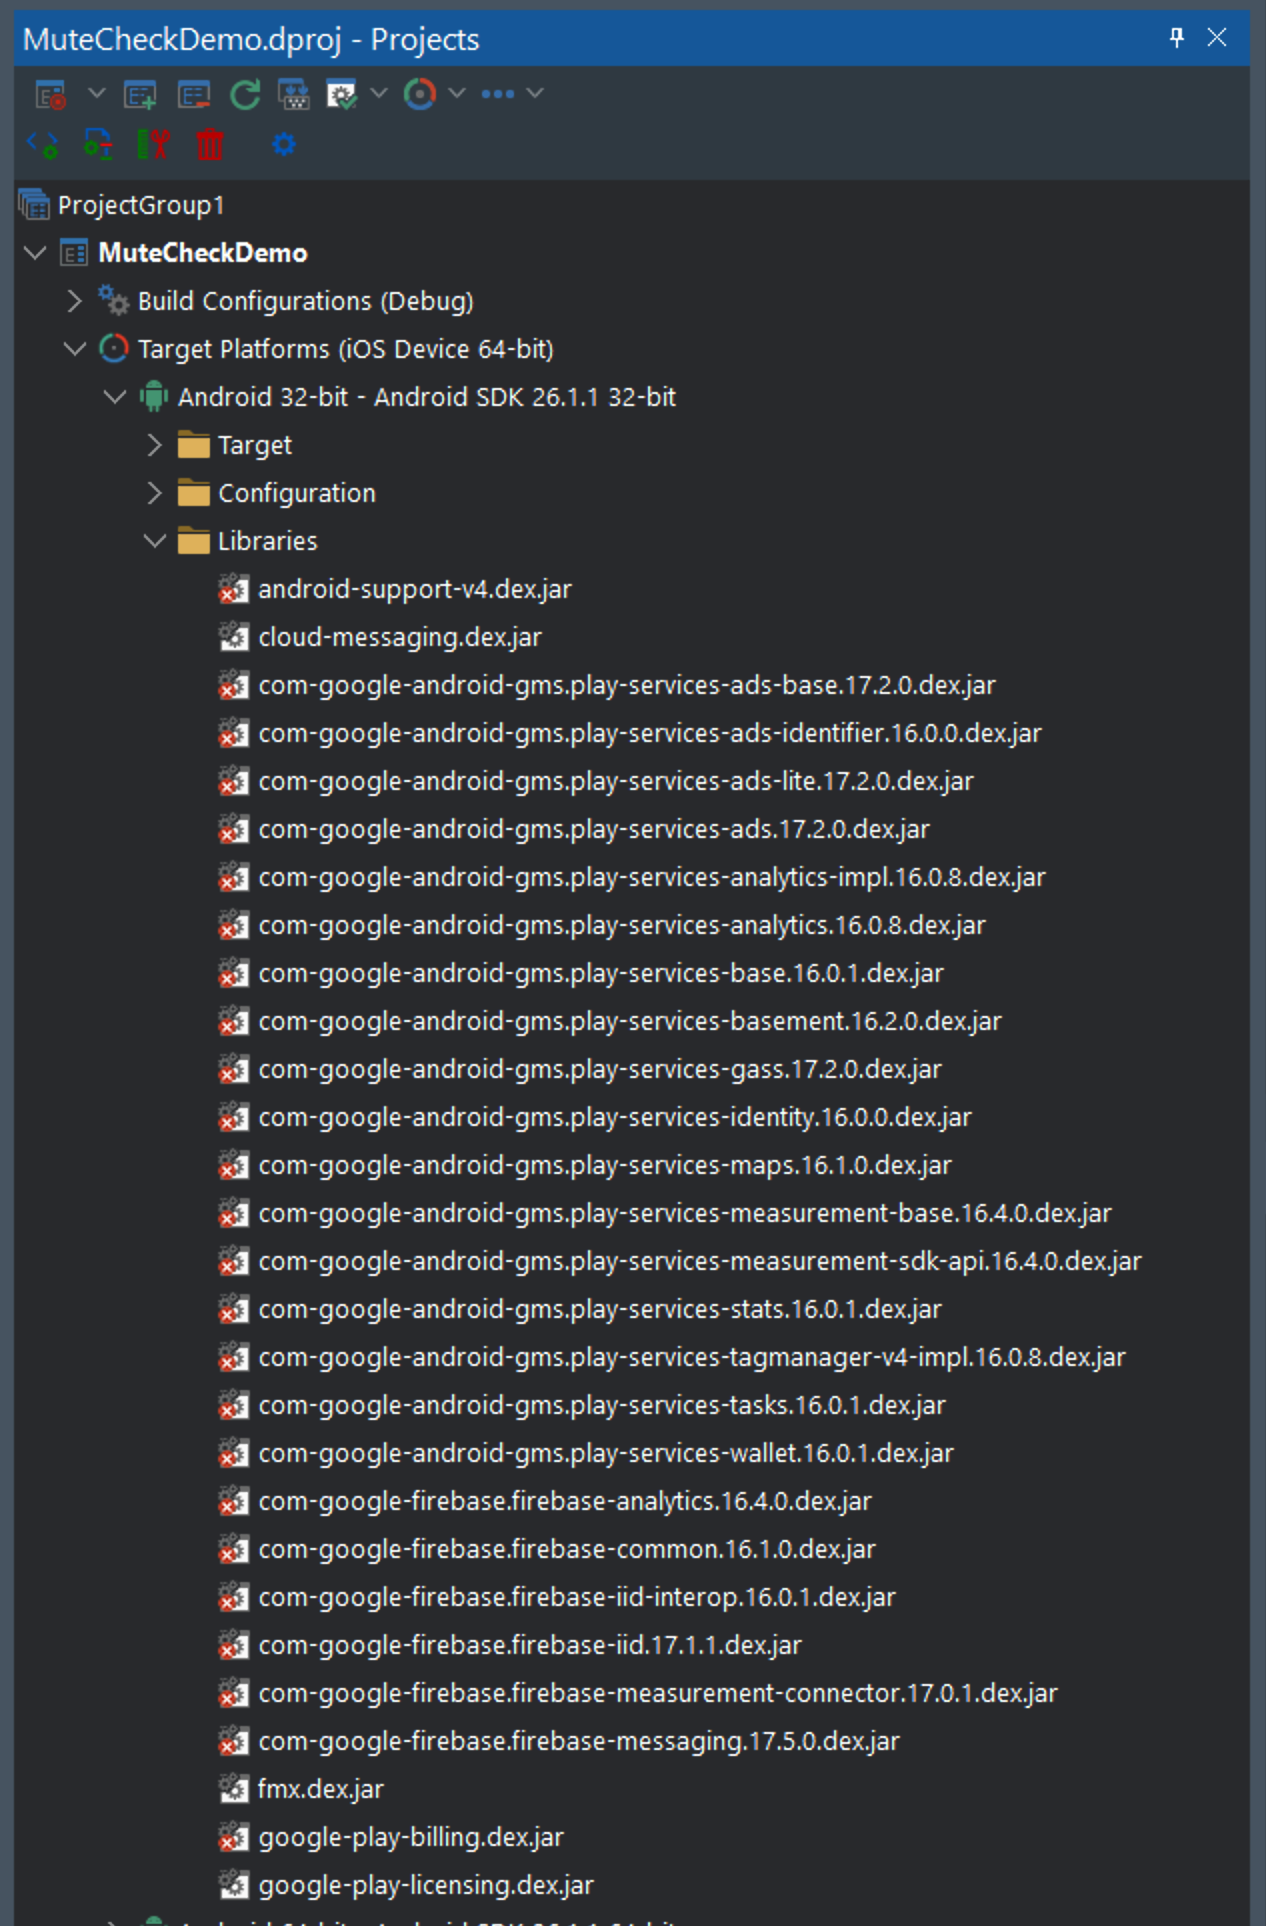 MuteCheckDemo.dproj - Projects
ProjectGroup1
MuteCheckDemo
Build Configurations (Debug)
Target Platforms (iOS Device 64-bit)
Android 32-bit - Android SDK 26.1.1 32-bit
Target
Configuration
Libraries
android-support-v4.dex.jar
cloud-messaging.dex.jar
com-google-android-gms.play-services-ads-base.17.2.0.dex.jar
com-google-android-gms.play-services-ads-identifier.16.0.0.dex.jar
com-google-android-gms.play-services-ads-lite.17.2.0.dex.jar
com-google-android-gms.play-services-ads.17.2.0.dex.jar
com-google-android-gms.play-services-analytics-impl.16.0.8.dex.jar
com-google-android-gms.play-services-analytics.16.0.8.dex.jar
com-google-android-gms.play-services-base.16.0.1.dex.jar
com-google-android-gms.play-services-basement.16.2.0.dex.jar
com-google-android-gms.play-services-gass.17.2.0.dex.jar
com-google-android-gms.play-services-identity.16.0.0.dex.jar
com-google-android-gms.play-services-maps.16.1.0.dex.jar
com-google-android-gms.play-services-measurement-base.16.4.0.dex.jar
com-google-android-gms.play-services-measurement-sdk-api.16.4.0.dex.jar
com-google-android-gms.play-services-stats.16.0.1.dex.jar
com-google-android-gms.play-services-tagmanager-v4-impl.16.0.8.dex.jar
com-google-android-gms.play-services-tasks.16.0.1.dex.jar
com-google-android-gms.play-services-wallet.16.0.1.dex.jar
com-google-firebase.firebase-analytics.16.4.0.dex.jar
com-google-firebase.firebase-common.16.1.0.dex.jar
com-google-firebase.firebase-iid-interop.16.0.1.dex.jar
com-google-firebase.firebase-iid.17.1.1.dex.jar
com-google-firebase.firebase-measurement-connector.17.0.1.dex.jar
com-google-firebase.firebase-messaging.17.5.0.dex.jar
fmx.dex.jar
google-play-billing.dex.jar
google-play-licensing.dex.jar